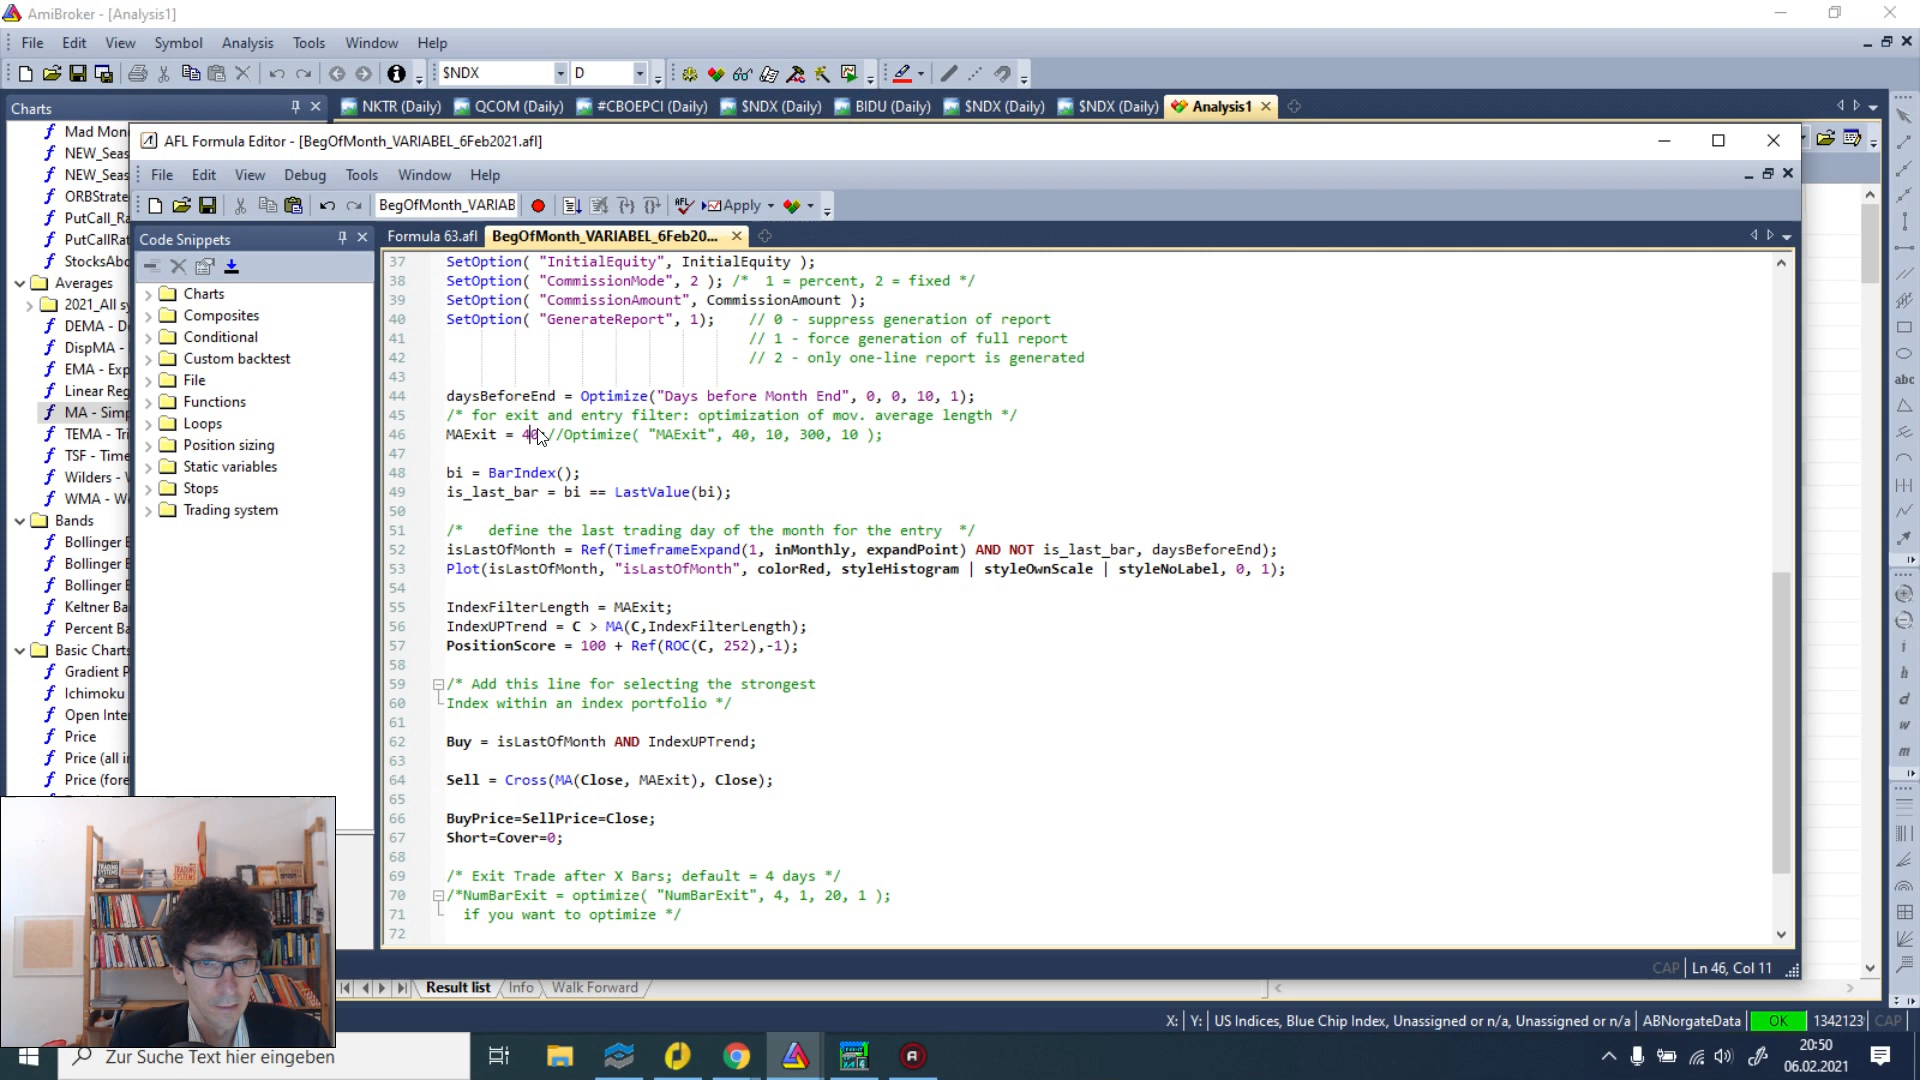 AmiBroker - [Analysis1]
File Edit View Symbol Analysis Tools Window Help
$NDX D
Charts
NKTR (Daily) QCOM (Daily) #CBOEPCI (Daily) $NDX (Daily) BIDU (Daily) $NDX (Daily) $NDX (Daily) Analysis1
Mad Mon
NEW_Seas
NEW_Seas
ORBStrate
PutCall_Ra
PutCallRat
StocksAbo
Averages
2021_All sy
DEMA - D
DispMA -
EMA - Exp
Linear Reg
MA - Simp
TEMA - Tri
TSF - Time
Wilders - W
WMA - We
Bands
Bollinger B
Bollinger B
Bollinger B
Keltner Ba
Percent Ba
Basic Charts
Gradient P
Ichimoku
Open Inter
Price
Price (all in
Price (fore
AFL Formula Editor - [BegOfMonth_VARIABEL_6Feb2021.afl]
File Edit View Debug Tools Window Help
BegOfMonth_VARIAB Apply
Code Snippets
Formula 63.afl BegOfMonth_VARIABEL_6Feb20...
Charts
Composites
Conditional
Custom backtest
File
Functions
Loops
Position sizing
Static variables
Stops
Trading system
37 SetOption( "InitialEquity", InitialEquity );
38 SetOption( "CommissionMode", 2 ); /* 1 = percent, 2 = fixed */
39 SetOption( "CommissionAmount", CommissionAmount );
40 SetOption( "GenerateReport", 1); // 0 - suppress generation of report
41 // 1 - force generation of full report
42 // 2 - only one-line report is generated
43
44 daysBeforeEnd = Optimize("Days before Month End", 0, 0, 10, 1);
45 /* for exit and entry filter: optimization of mov. average length */
46 MAExit = 40 //Optimize( "MAExit", 40, 10, 300, 10 );
47
48 bi = BarIndex();
49 is_last_bar = bi == LastValue(bi);
50
51 /* define the last trading day of the month for the entry */
52 isLastOfMonth = Ref(TimeframeExpand(1, inMonthly, expandPoint) AND NOT is_last_bar, daysBeforeEnd);
53 Plot(isLastOfMonth, "isLastOfMonth", colorRed, styleHistogram | styleOwnScale | styleNoLabel, 0, 1);
54
55 IndexFilterLength = MAExit;
56 IndexUPTrend = C > MA(C,IndexFilterLength);
57 PositionScore = 100 + Ref(ROC(C, 252),-1);
58
59 /* Add this line for selecting the strongest
60 Index within an index portfolio */
61
62 Buy = isLastOfMonth AND IndexUPTrend;
63
64 Sell = Cross(MA(Close, MAExit), Close);
65
66 BuyPrice=SellPrice=Close;
67 Short=Cover=0;
68
69 /* Exit Trade after X Bars; default = 4 days */
70 /*NumBarExit = optimize( "NumBarExit", 4, 1, 20, 1 );
71 if you want to optimize */
72
CAP Ln 46, Col 11
Result list Info Walk Forward
X: Y: US Indices, Blue Chip Index, Unassigned or n/a, Unassigned or n/a ABNorgateData OK 1342123 CAP
Zur Suche Text hier eingeben
20:50
06.02.2021
abc
TRADING SYSTEMS